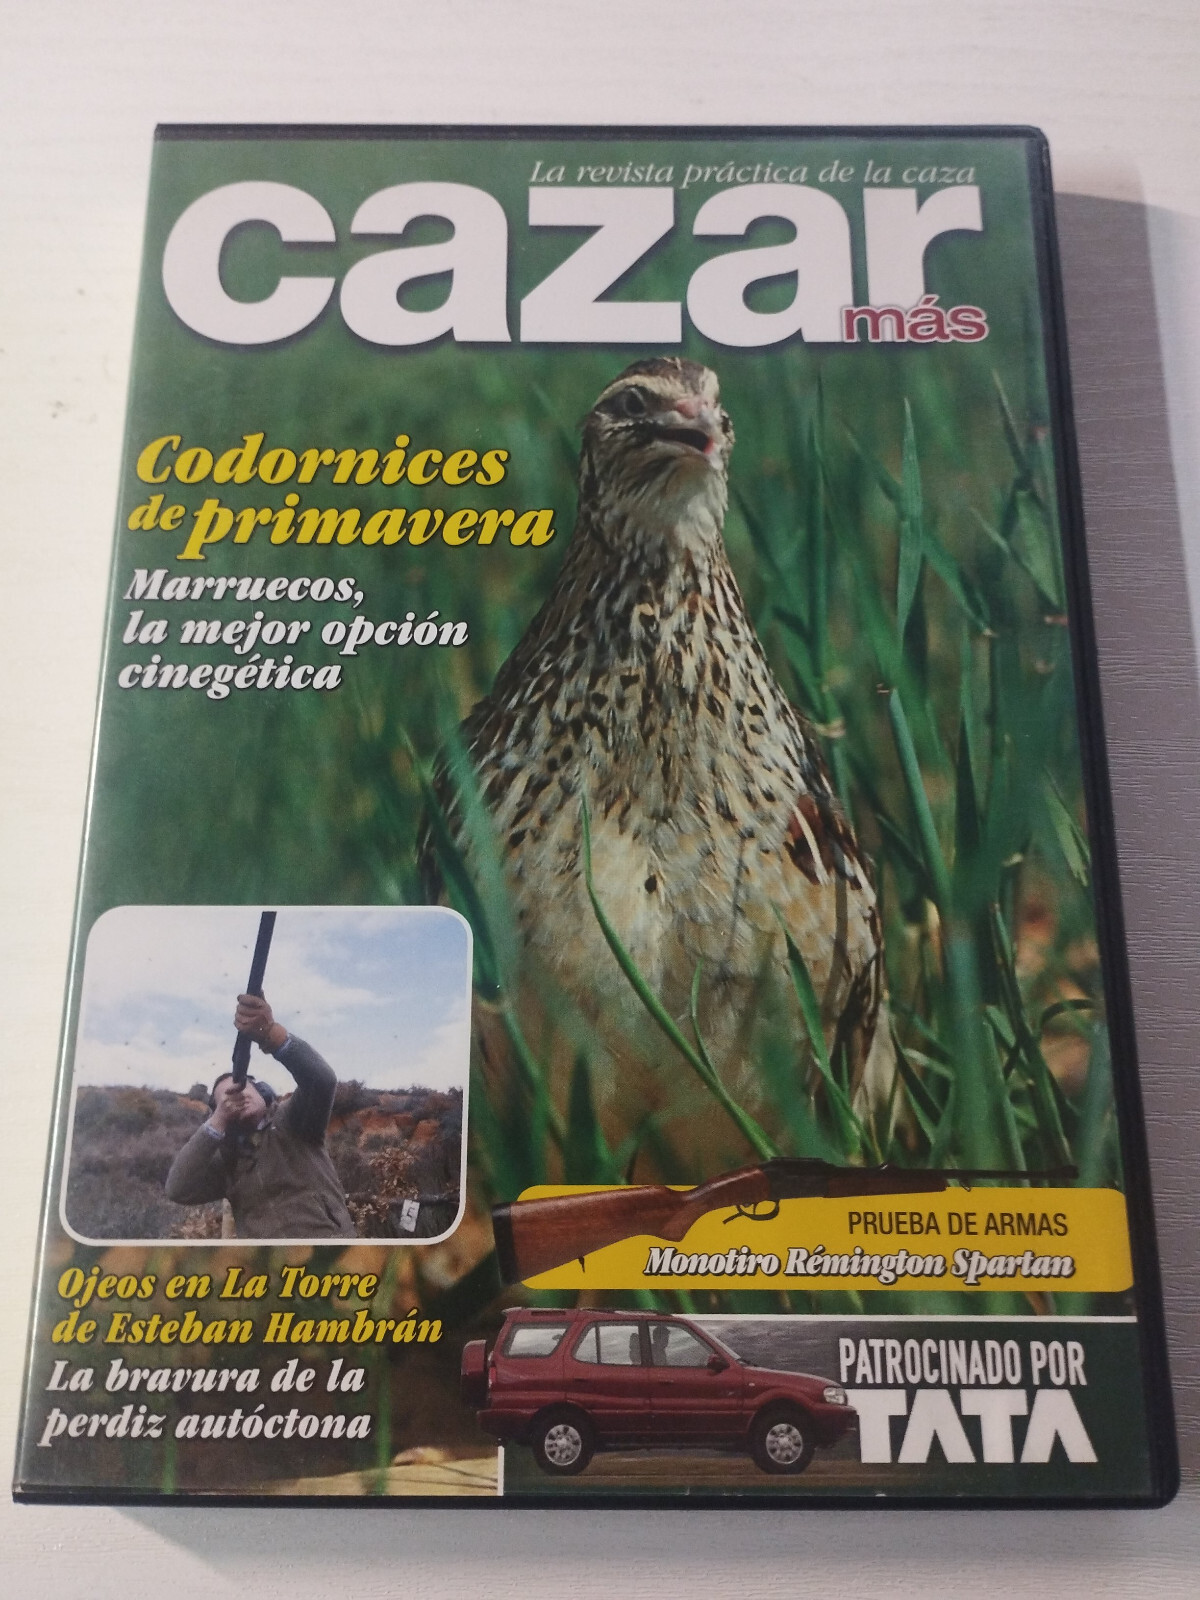 La revista práctica de la caza
cazar
más
Codornices
de primavera
Marruecos,
la mejor opción
cinegética
PRUEBA DE ARMAS
Monotiro Rémington Spartan
Ojeos en La Torre
de Esteban Hambrán
La bravura de la
perdiz autóctona
PATROCINADO POR
TATA